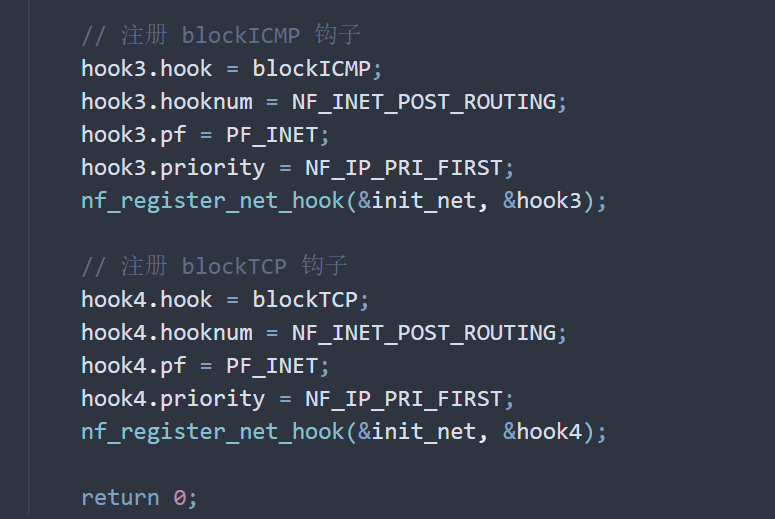 // 注册 blockICMP 钩子
hook3.hook = blockICMP;
hook3.hooknum = NF_INET_POST_ROUTING;
hook3.pf = PF_INET;
hook3.priority = NF_IP_PRI_FIRST;
nf_register_net_hook(&init_net, &hook3);
// 注册 blockTCP 钩子
hook4.hook = blockTCP;
hook4.hooknum = NF_INET_POST_ROUTING;
hook4.pf = PF_INET;
hook4.priority = NF_IP_PRI_FIRST;
nf_register_net_hook(&init_net, &hook4);
return 0;